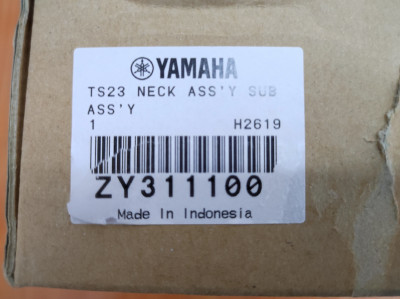 YAMAHA
TS23 NECK ASS'Y SUB
ASS'Y
1 H2619
ZY311100
Made In Indonesia